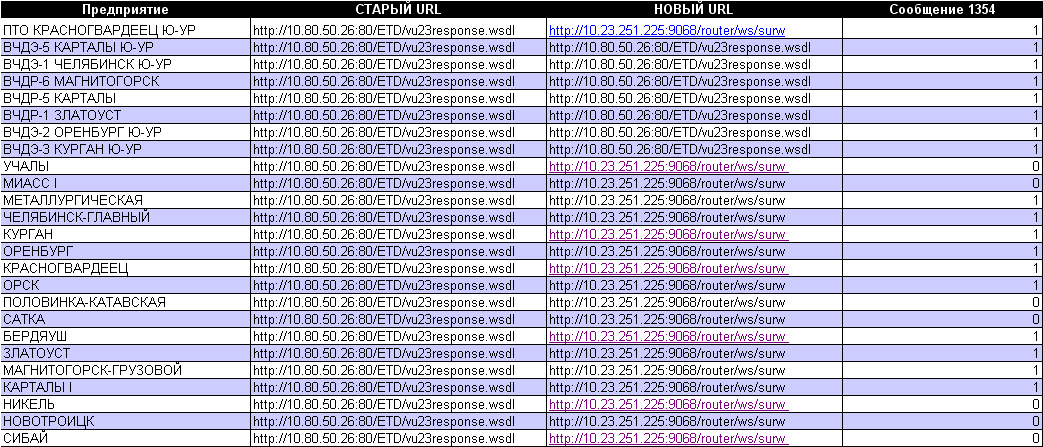 Предприятие СТАРЫЙ URL НОВЫЙ URL Сообщение 1354
ПТО КРАСНОГВАРДЕЕЦ Ю-УР http://10.80.50.26:80/ETD/vu23response.wsdl http://10.23.251.225:9068/router/ws/surw 1
ВЧДЭ-5 КАРТАЛЫ Ю-УР http://10.80.50.26:80/ETD/vu23response.wsdl http://10.80.50.26:80/ETD/vu23response.wsdl 1
ВЧДЭ-1 ЧЕЛЯБИНСК Ю-УР http://10.80.50.26:80/ETD/vu23response.wsdl http://10.80.50.26:80/ETD/vu23response.wsdl 1
ВЧДР-6 МАГНИТОГОРСК http://10.80.50.26:80/ETD/vu23response.wsdl http://10.80.50.26:80/ETD/vu23response.wsdl 1
ВЧДР-5 КАРТАЛЫ http://10.80.50.26:80/ETD/vu23response.wsdl http://10.80.50.26:80/ETD/vu23response.wsdl 1
ВЧДР-1 ЗЛАТОУСТ http://10.80.50.26:80/ETD/vu23response.wsdl http://10.80.50.26:80/ETD/vu23response.wsdl 1
ВЧДЭ-2 ОРЕНБУРГ Ю-УР http://10.80.50.26:80/ETD/vu23response.wsdl http://10.80.50.26:80/ETD/vu23response.wsdl 1
ВЧДЭ-3 КУРГАН Ю-УР http://10.80.50.26:80/ETD/vu23response.wsdl http://10.80.50.26:80/ETD/vu23response.wsdl 1
УЧАЛЫ http://10.80.50.26:80/ETD/vu23response.wsdl http://10.23.251.225:9068/router/ws/surw 0
МИАСС I http://10.80.50.26:80/ETD/vu23response.wsdl http://10.23.251.225:9068/router/ws/surw 0
МЕТАЛЛУРГИЧЕСКАЯ http://10.80.50.26:80/ETD/vu23response.wsdl http://10.23.251.225:9068/router/ws/surw 1
ЧЕЛЯБИНСК-ГЛАВНЫЙ http://10.80.50.26:80/ETD/vu23response.wsdl http://10.23.251.225:9068/router/ws/surw 1
КУРГАН http://10.80.50.26:80/ETD/vu23response.wsdl http://10.23.251.225:9068/router/ws/surw 1
ОРЕНБУРГ http://10.80.50.26:80/ETD/vu23response.wsdl http://10.23.251.225:9068/router/ws/surw 1
КРАСНОГВАРДЕЕЦ http://10.80.50.26:80/ETD/vu23response.wsdl http://10.23.251.225:9068/router/ws/surw 1
ОРСК http://10.80.50.26:80/ETD/vu23response.wsdl http://10.23.251.225:9068/router/ws/surw 1
ПОЛОВИНКА-КАТАВСКАЯ http://10.80.50.26:80/ETD/vu23response.wsdl http://10.23.251.225:9068/router/ws/surw 0
САТКА http://10.80.50.26:80/ETD/vu23response.wsdl http://10.23.251.225:9068/router/ws/surw 0
БЕРДЯУШ http://10.80.50.26:80/ETD/vu23response.wsdl http://10.23.251.225:9068/router/ws/surw 1
ЗЛАТОУСТ http://10.80.50.26:80/ETD/vu23response.wsdl http://10.23.251.225:9068/router/ws/surw 1
МАГНИТОГОРСК-ГРУЗОВОЙ http://10.80.50.26:80/ETD/vu23response.wsdl http://10.23.251.225:9068/router/ws/surw 1
КАРТАЛЫ I http://10.80.50.26:80/ETD/vu23response.wsdl http://10.23.251.225:9068/router/ws/surw 1
НИКЕЛЬ http://10.80.50.26:80/ETD/vu23response.wsdl http://10.23.251.225:9068/router/ws/surw 0
НОВОТРОИЦК http://10.80.50.26:80/ETD/vu23response.wsdl http://10.23.251.225:9068/router/ws/surw 0
СИБАЙ http://10.80.50.26:80/ETD/vu23response.wsdl http://10.23.251.225:9068/router/ws/surw 0